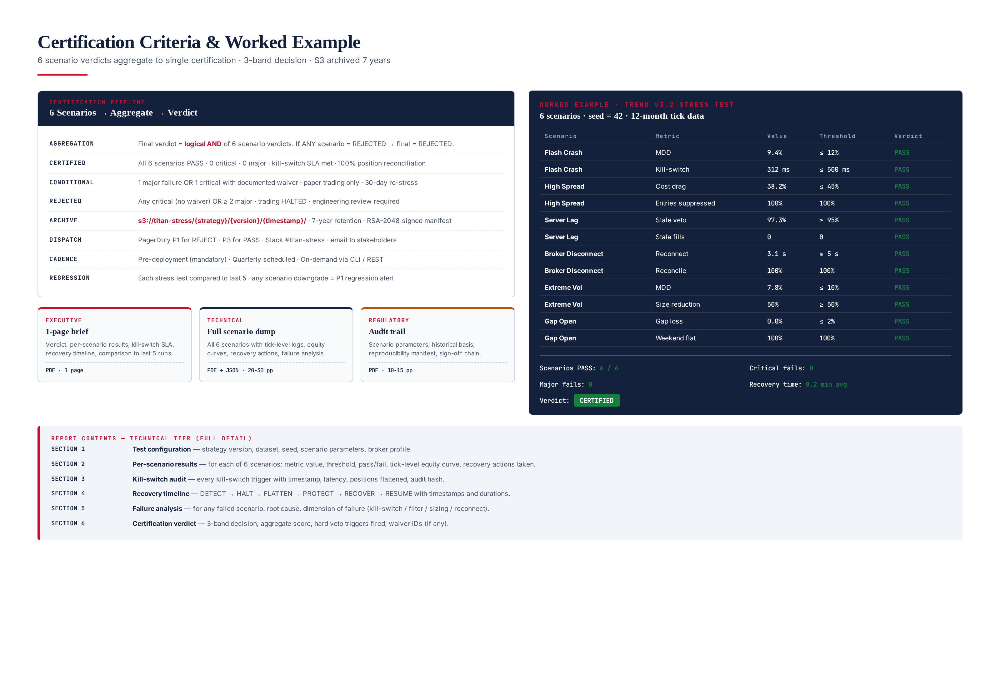 Certification Criteria & Worked Example
6 scenario verdicts aggregate to single certification · 3-band decision · S3 archived 7 years
CERTIFICATION PIPELINE
6 Scenarios → Aggregate → Verdict
AGGREGATION Final verdict = logical AND of 6 scenario verdicts. If ANY scenario = REJECTED → final = REJECTED.
CERTIFIED All 6 scenarios PASS · 0 critical · 0 major · kill-switch SLA met · 100% position reconciliation
CONDITIONAL 1 major failure OR 1 critical with documented waiver · paper trading only · 30-day re-stress
REJECTED Any critical (no waiver) OR ≥ 2 major · trading HALTED · engineering review required
ARCHIVE s3://titan-stress/{strategy}/{version}/{timestamp}/ · 7-year retention · RSA-2048 signed manifest
DISPATCH PagerDuty P1 for REJECT · P3 for PASS · Slack #titan-stress · email to stakeholders
CADENCE Pre-deployment (mandatory) · Quarterly scheduled · On-demand via CLI / REST
REGRESSION Each stress test compared to last 5 · any scenario downgrade = P1 regression alert
EXECUTIVE
1-page brief
Verdict, per-scenario results, kill-switch SLA,
recovery timeline, comparison to last 5 runs.
PDF · 1 page
TECHNICAL
Full scenario dump
All 6 scenarios with tick-level logs, equity
curves, recovery actions, failure analysis.
PDF + JSON · 20-30 pp
REGULATORY
Audit trail
Scenario parameters, historical basis,
reproducibility manifest, sign-off chain.
PDF · 10-15 pp
WORKED EXAMPLE · TREND v3.2 STRESS TEST
6 scenarios · seed = 42 · 12-month tick data
Scenario Metric Value Threshold Verdict
Flash Crash MDD 9.4% ≤ 12% PASS
Flash Crash Kill-switch 312 ms ≤ 500 ms PASS
High Spread Cost drag 38.2% ≤ 45% PASS
High Spread Entries suppressed 100% 100% PASS
Server Lag Stale veto 97.3% ≥ 95% PASS
Server Lag Stale fills 0 0 PASS
Broker Disconnect Reconnect 3.1 s ≤ 5 s PASS
Broker Disconnect Reconcile 100% 100% PASS
Extreme Vol MDD 7.8% ≤ 10% PASS
Extreme Vol Size reduction 50% ≥ 50% PASS
Gap Open Gap loss 0.0% ≤ 2% PASS
Gap Open Weekend flat 100% 100% PASS
Scenarios PASS: 6 / 6 Critical fails: 0
Major fails: 0 Recovery time: 8.2 min avg
Verdict: CERTIFIED
REPORT CONTENTS — TECHNICAL TIER (FULL DETAIL)
SECTION 1 Test configuration — strategy version, dataset, seed, scenario parameters, broker profile.
SECTION 2 Per-scenario results — for each of 6 scenarios: metric value, threshold, pass/fail, tick-level equity curve, recovery actions taken.
SECTION 3 Kill-switch audit — every kill-switch trigger with timestamp, latency, positions flattened, audit hash.
SECTION 4 Recovery timeline — DETECT → HALT → FLATTEN → PROTECT → RECOVER → RESUME with timestamps and durations.
SECTION 5 Failure analysis — for any failed scenario: root cause, dimension of failure (kill-switch / filter / sizing / reconnect).
SECTION 6 Certification verdict — 3-band decision, aggregate score, hard veto triggers fired, waiver IDs (if any).